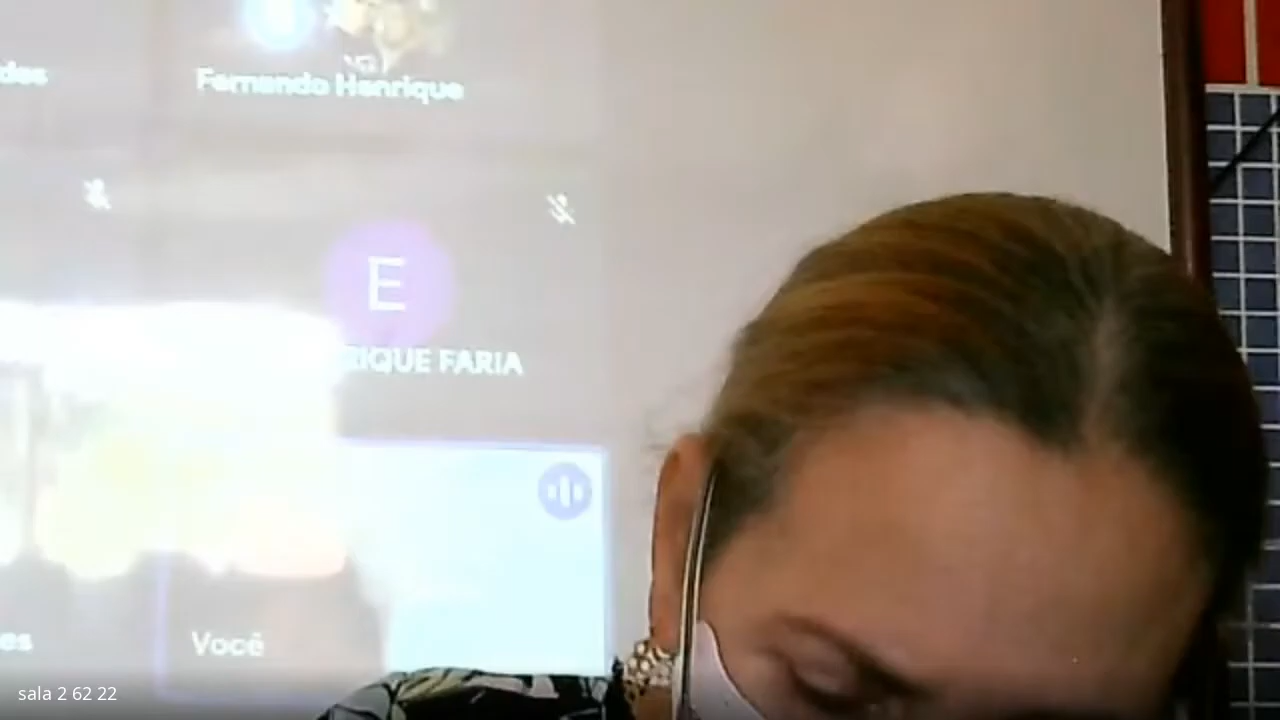 des
Fernando Henrique
E
RIQUE FARIA
es
Você
sala 2 62 22